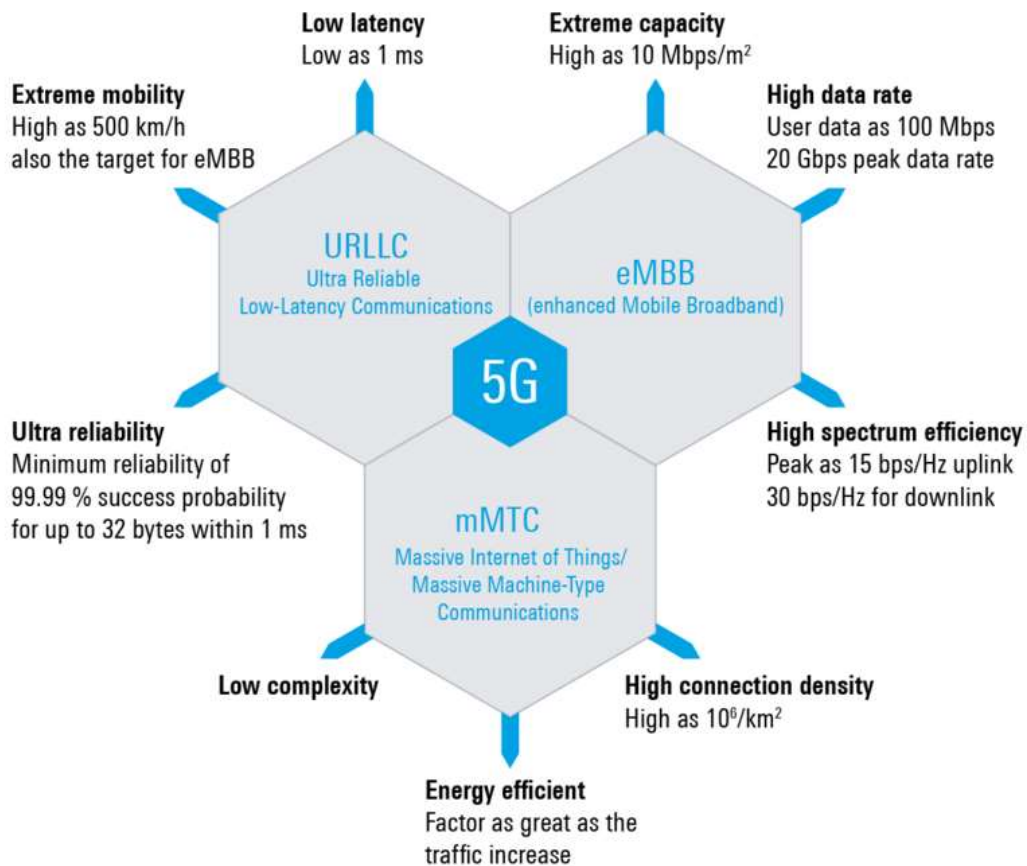 Low latency
Low as 1 ms
Extreme capacity
High as 10 Mbps/m²
Extreme mobility
High as 500 km/h
also the target for eMBB
High data rate
User data as 100 Mbps
20 Gbps peak data rate
URLLC
Ultra Reliable
Low-Latency Communications
eMBB
(enhanced Mobile Broadband)
5G
Ultra reliability
Minimum reliability of
99.99 % success probability
for up to 32 bytes within 1 ms
High spectrum efficiency
Peak as 15 bps/Hz uplink
30 bps/Hz for downlink
mMTC
Massive Internet of Things/
Massive Machine-Type
Communications
Low complexity
High connection density
High as 10⁶/km²
Energy efficient
Factor as great as the
traffic increase